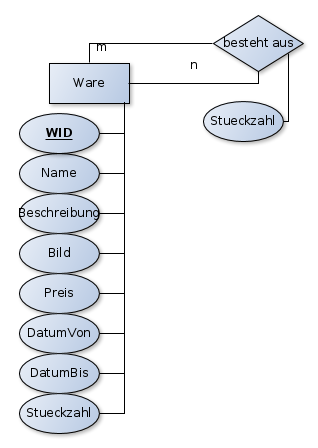 besteht aus
m
n
Ware
Stueckzahl
WID
Name
Beschreibung
Bild
Preis
DatumVon
DatumBis
Stueckzahl